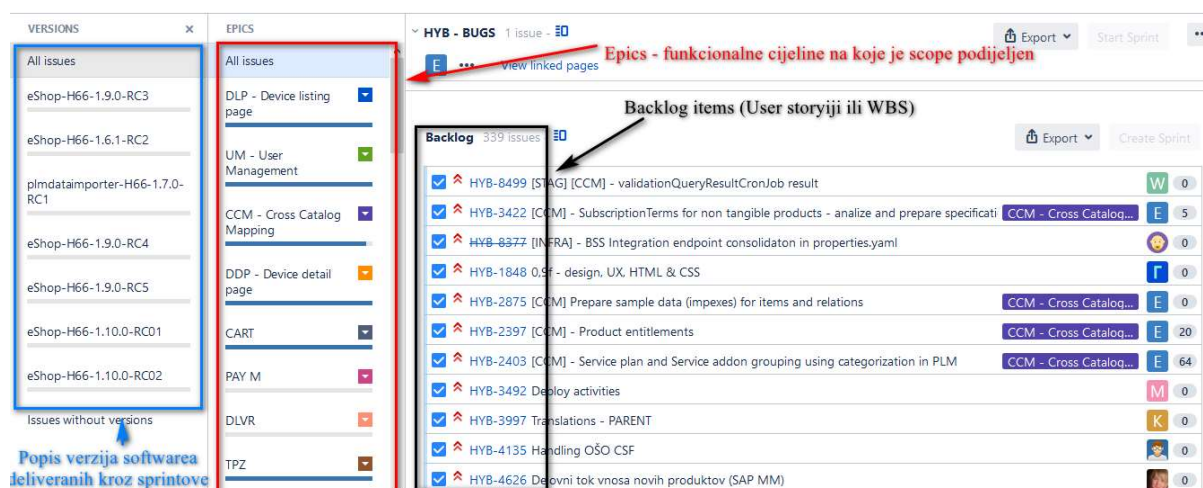 VERSIONS ×
All issues
eShop-H66-1.9.0-RC3
eShop-H66-1.6.1-RC2
plmdataimporter-H66-1.7.0-
RC1
eShop-H66-1.9.0-RC4
eShop-H66-1.9.0-RC5
eShop-H66-1.10.0-RC01
eShop-H66-1.10.0-RC02
Issues without versions
Popis verzija softwarea
deliveranih kroz sprintove
EPICS
All issues
DLP - Device listing
page
UM - User
Management
CCM - Cross Catalog
Mapping
DDP - Device detail
page
CART
PAY M
DLVR
TPZ
HYB - BUGS 1 issue -
Export
Start Sprint
E ••• View linked pages
Epics - funkcionalne cijeline na koje je scope podijeljen
Backlog items (User storyiji ili WBS)
Backlog 339 issues
Export
Create Sprint
HYB-8499 [STAG] [CCM] - validationQueryResultCronJob result W 0
HYB-3422 [CCM] - SubscriptionTerms for non tangible products - analize and prepare specificati CCM - Cross Catalog... E 5
HYB-8377 [INFRA] - BSS Integration endpoint consolidaton in properties.yaml 0
HYB-1848 0,9f - design, UX, HTML & CSS Γ 0
HYB-2875 [CCM] Prepare sample data (impexes) for items and relations CCM - Cross Catalog... E 0
HYB-2397 [CCM] - Product entitlements CCM - Cross Catalog... E 20
HYB-2403 [CCM] - Service plan and Service addon grouping using categorization in PLM CCM - Cross Catalog... E 64
HYB-3492 Deploy activities M 0
HYB-3997 Translations - PARENT K 0
HYB-4135 Handling OŠO CSF 0
HYB-4626 Delovni tok vnosa novih produktov (SAP MM) 0